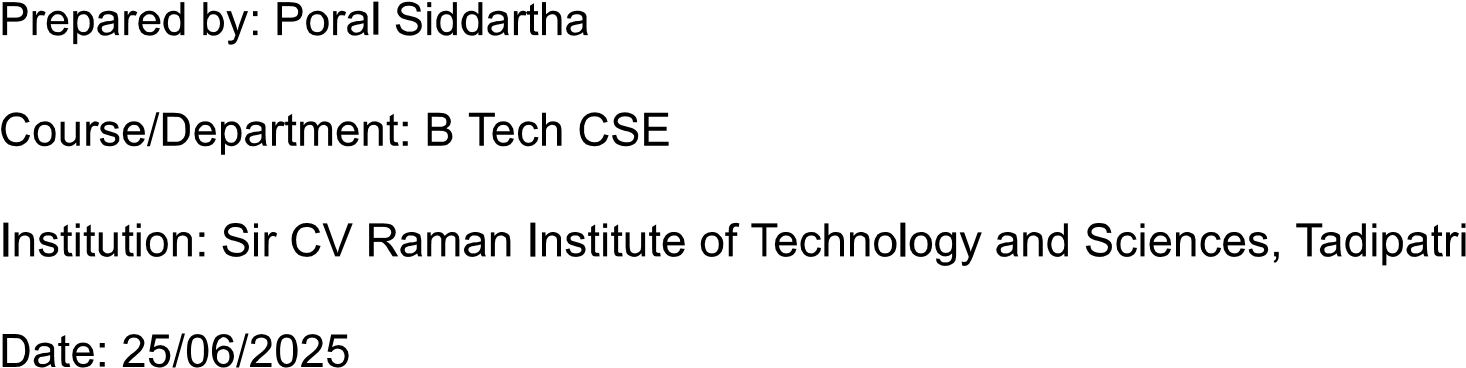 Prepared by: Poral Siddartha
Course/Department: B Tech CSE
Institution: Sir CV Raman Institute of Technology and Sciences, Tadipatri
Date: 25/06/2025